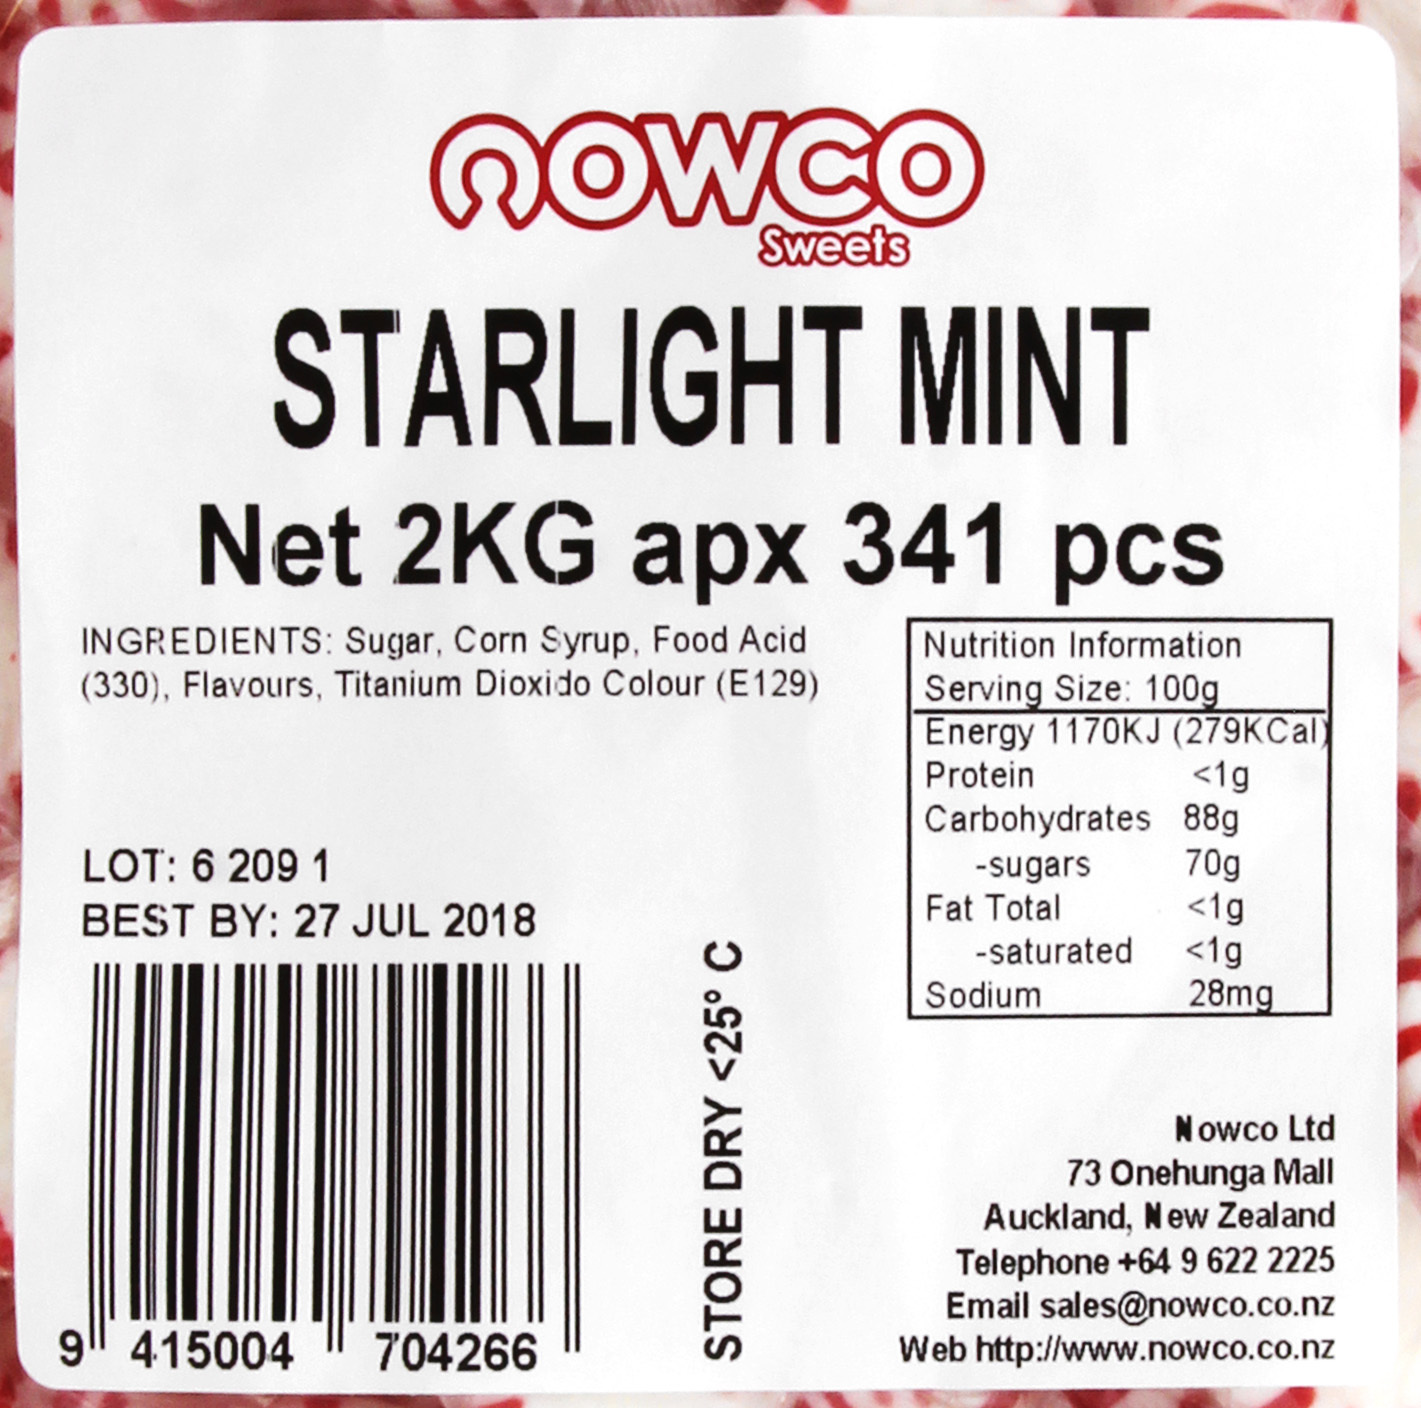 nowco
Sweets
STARLIGHT MINT
Net 2KG apx 341 pcs
INGREDIENTS: Sugar, Corn Syrup, Food Acid
(330), Flavours, Titanium Dioxido Colour (E129)
Nutrition Information
Serving Size: 100g
Energy 1170KJ (279KCal)
Protein <1g
Carbohydrates 88g
-sugars 70g
Fat Total <1g
-saturated <1g
Sodium 28mg
LOT: 6 209 1
BEST BY: 27 JUL 2018
9 415004 704266
STORE DRY <25° C
Nowco Ltd
73 Onehunga Mall
Auckland, New Zealand
Telephone +64 9 622 2225
Email sales@nowco.co.nz
Web http://www.nowco.co.nz